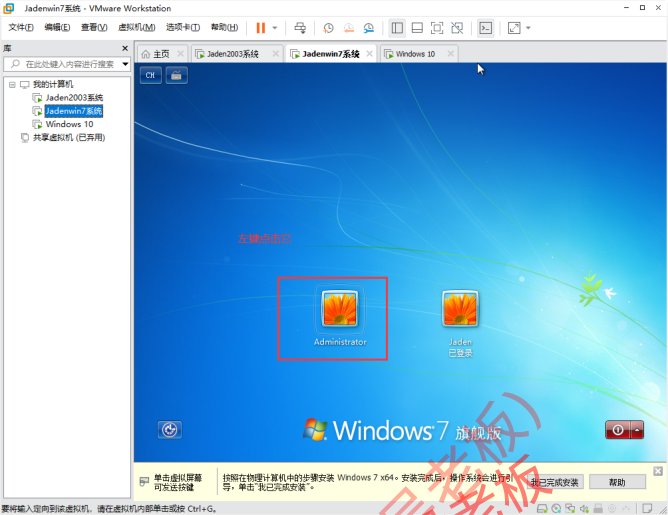 Jadenwin7系统 - VMware Workstation
文件(F) 编辑(E) 查看(V) 虚拟机(M) 选项卡(T) 帮助(H)
库
在此处键入内容进行搜索
我的计算机
Jaden2003系统
Jadenwin7系统
Windows 10
共享虚拟机 (已弃用)
主页 Jaden2003系统 Jadenwin7系统 Windows 10
CH
左键点击它
Administrator
Jaden
已登录
Windows 7 旗舰版
老板)
老板
单击虚拟屏幕
可发送按键
按照在物理计算机中的步骤安装 Windows 7 x64。安装完成后，操作系统会进行引
导，单击"我已完成安装"。
我已完成安装 帮助
要将输入定向到该虚拟机，请在虚拟机内部单击或按 Ctrl+G。